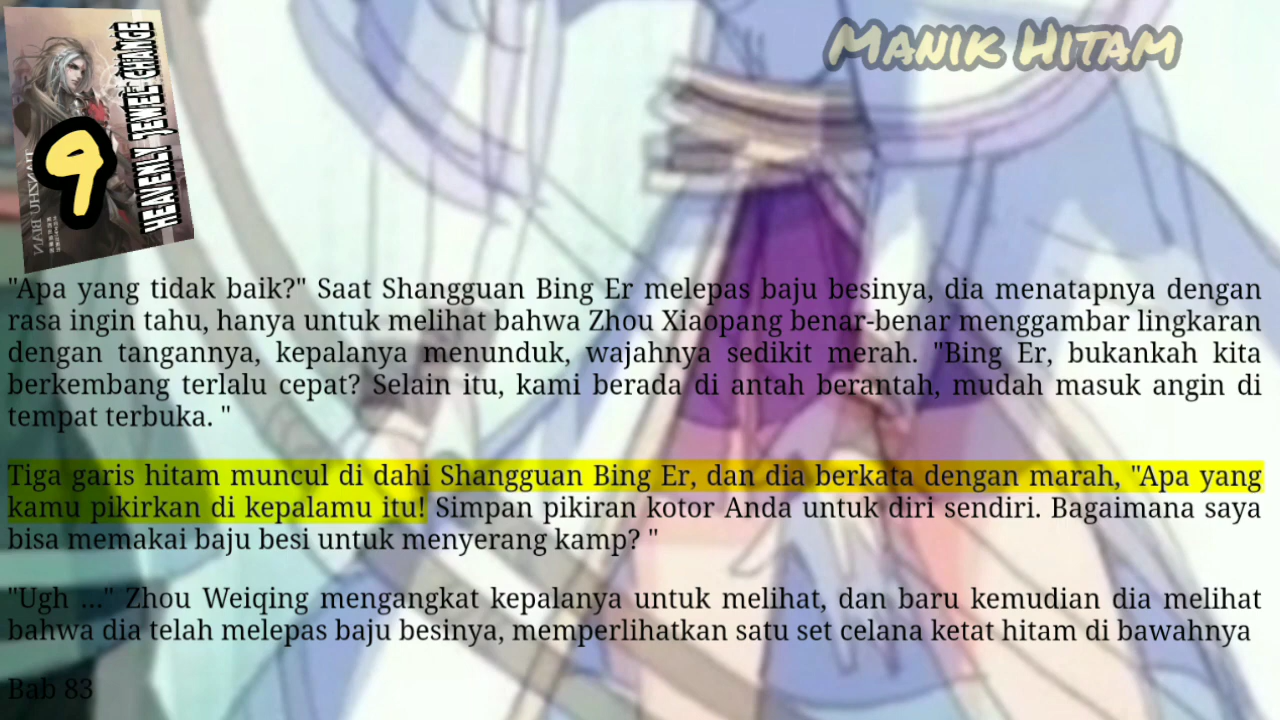 Manik Hitam
HEAVENLY JEWEL CHANGE
9
"Apa yang tidak baik?" Saat Shangguan Bing Er melepas baju besinya, dia menatapnya dengan
rasa ingin tahu, hanya untuk melihat bahwa Zhou Xiaopang benar-benar menggambar lingkaran
dengan tangannya, kepalanya menunduk, wajahnya sedikit merah. "Bing Er, bukankah kita
berkembang terlalu cepat? Selain itu, kami berada di antah berantah, mudah masuk angin di
tempat terbuka. "
Tiga garis hitam muncul di dahi Shangguan Bing Er, dan dia berkata dengan marah, "Apa yang
kamu pikirkan di kepalamu itu! Simpan pikiran kotor Anda untuk diri sendiri. Bagaimana saya
bisa memakai baju besi untuk menyerang kamp? "
"Ugh ..." Zhou Weiqing mengangkat kepalanya untuk melihat, dan baru kemudian dia melihat
bahwa dia telah melepas baju besinya, memperlihatkan satu set celana ketat hitam di bawahnya
Bab 83